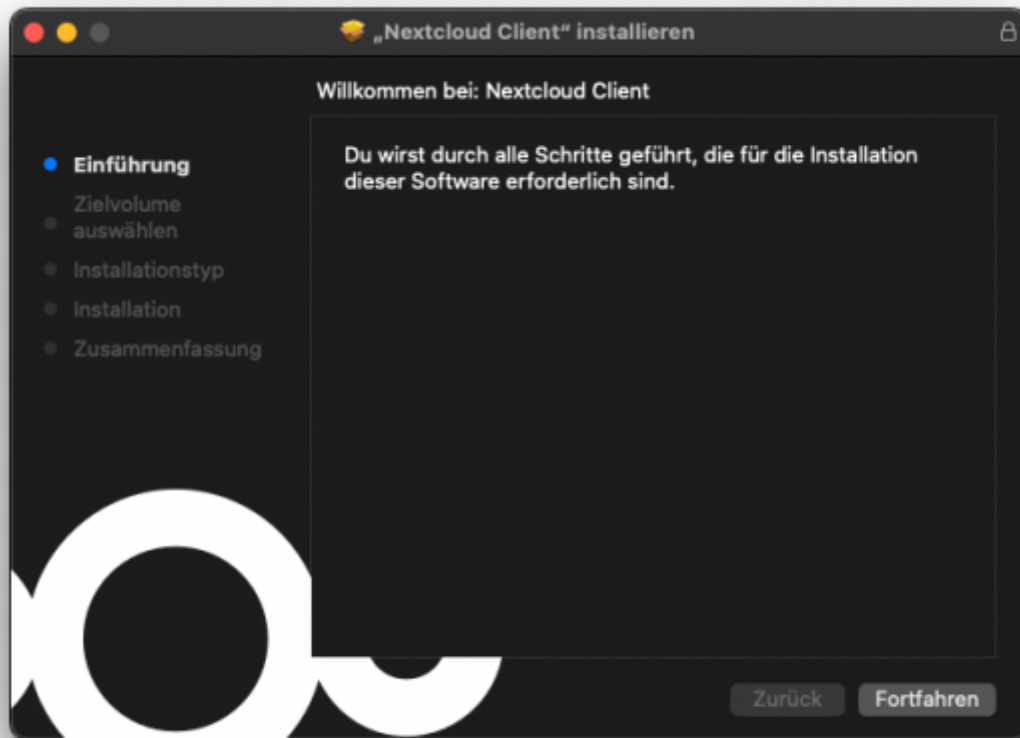 „Nextcloud Client“ installieren
Willkommen bei: Nextcloud Client
Einführung
Zielvolume
auswählen
Installationstyp
Installation
Zusammenfassung
Du wirst durch alle Schritte geführt, die für die Installation
dieser Software erforderlich sind.
Zurück
Fortfahren